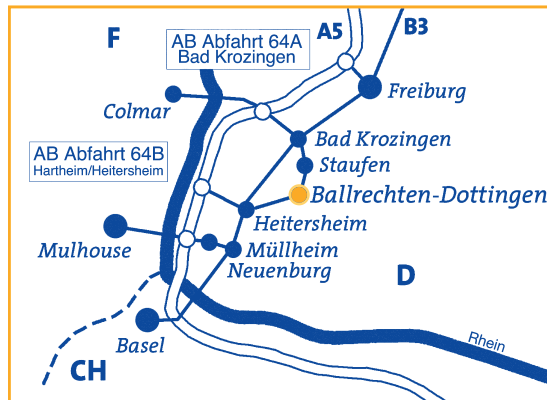 F
AB Abfahrt 64A
Bad Krozingen
A5
B3
Colmar
Freiburg
Bad Krozingen
AB Abfahrt 64B
Hartheim/Heitersheim
Staufen
Ballrechten-Dottingen
Heitersheim
Mulhouse
Müllheim
Neuenburg
D
Basel
Rhein
CH